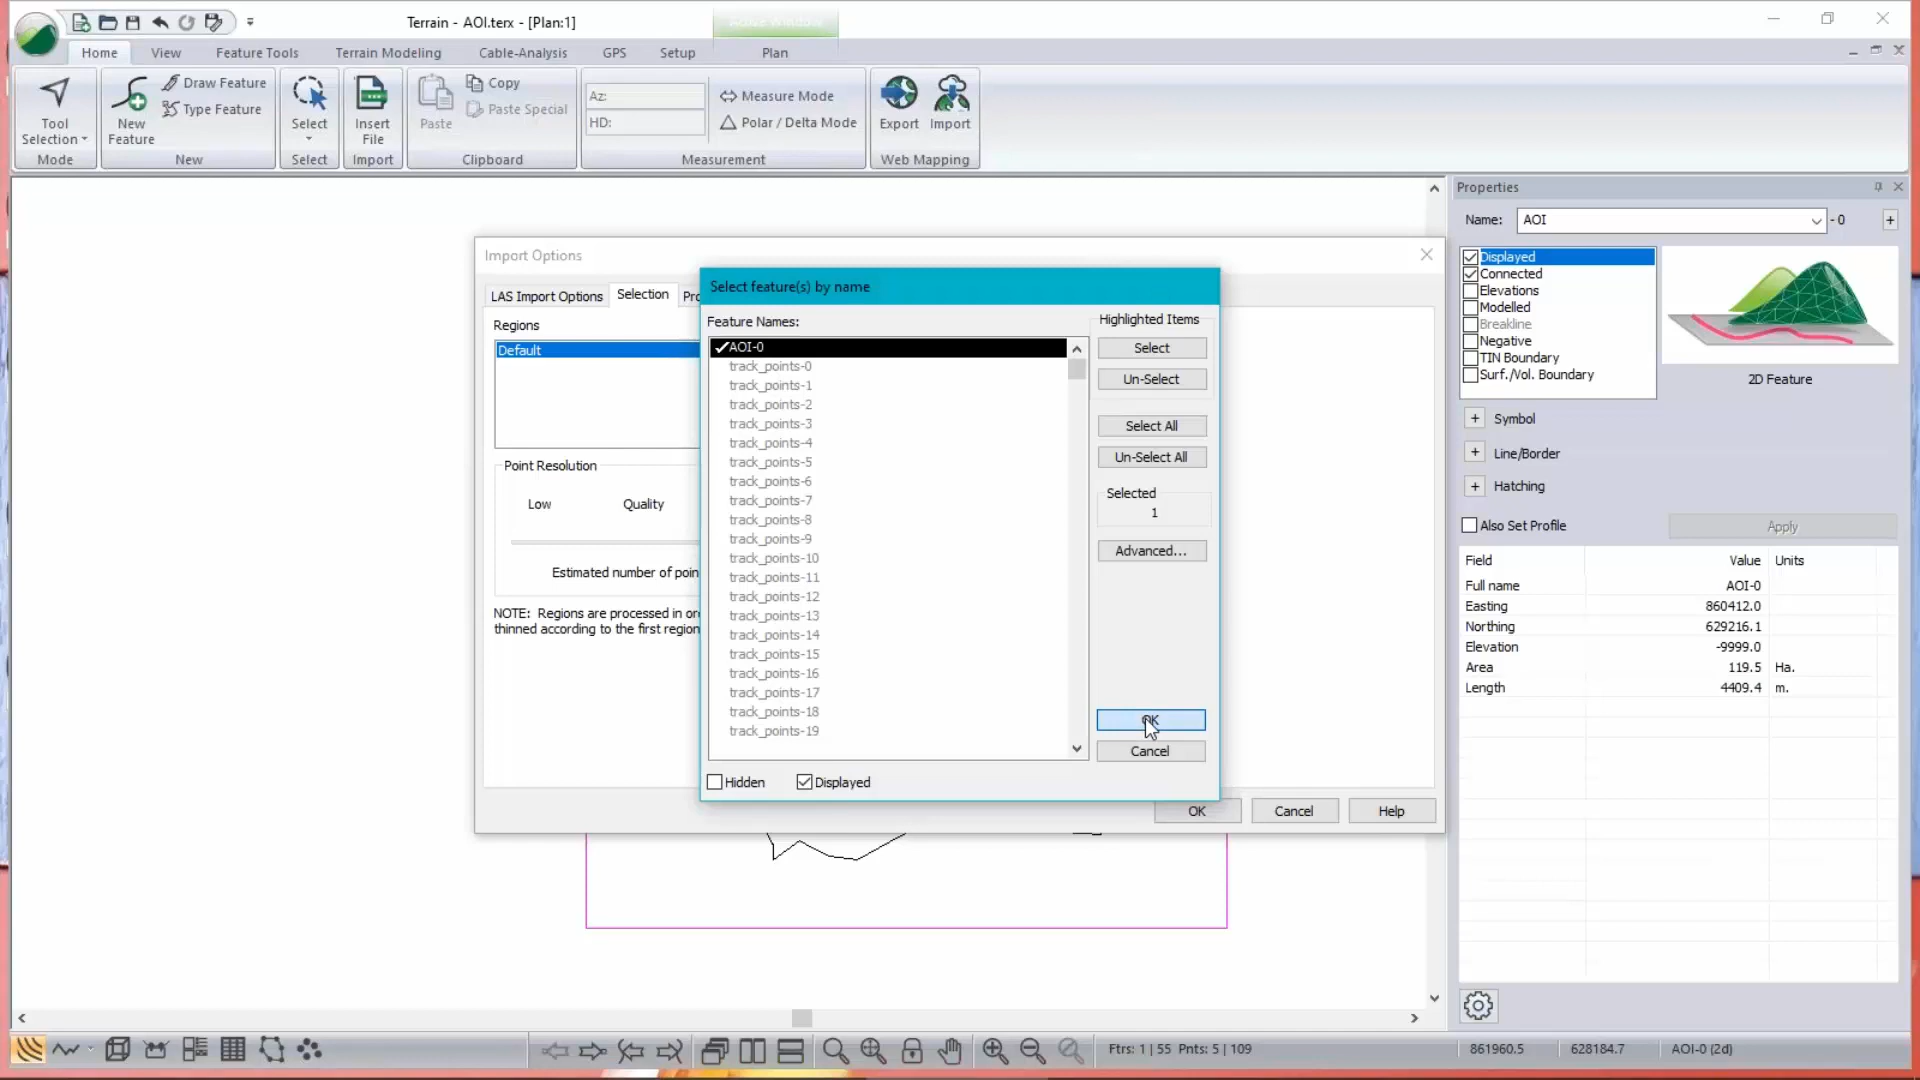 Terrain - AOI.terx - [Plan:1]
Home
View
Feature Tools
Terrain Modeling
Cable-Analysis
GPS
Setup
Plan
Tool
Selection
Mode
New
Feature
Draw Feature
Type Feature
New
Select
Select
Insert
File
Import
Paste
Copy
Paste Special
Clipboard
Az:
HD:
Measure Mode
Polar / Delta Mode
Measurement
Export
Import
Web Mapping
Import Options
LAS Import Options
Selection
Regions
Default
Point Resolution
Low
Quality
Estimated number of poin
NOTE: Regions are processed in or
thinned according to the first region
OK
Cancel
Help
Select feature(s) by name
Feature Names:
AOI-0
track_points-0
track_points-1
track_points-2
track_points-3
track_points-4
track_points-5
track_points-6
track_points-7
track_points-8
track_points-9
track_points-10
track_points-11
track_points-12
track_points-13
track_points-14
track_points-15
track_points-16
track_points-17
track_points-18
track_points-19
Hidden
Displayed
Highlighted Items
Select
Un-Select
Select All
Un-Select All
Selected
1
Advanced...
OK
Cancel
Properties
Name:
AOI
- 0
Displayed
Connected
Elevations
Modelled
Breakline
Negative
TIN Boundary
Surf./Vol. Boundary
2D Feature
Symbol
Line/Border
Hatching
Also Set Profile
Apply
Field Value Units
Full name AOI-0
Easting 860412.0
Northing 629216.1
Elevation -9999.0
Area 119.5 Ha.
Length 4409.4 m.
Ftrs: 1 | 55 Pnts: 5 | 109
861960.5
628184.7
AOI-0 (2d)